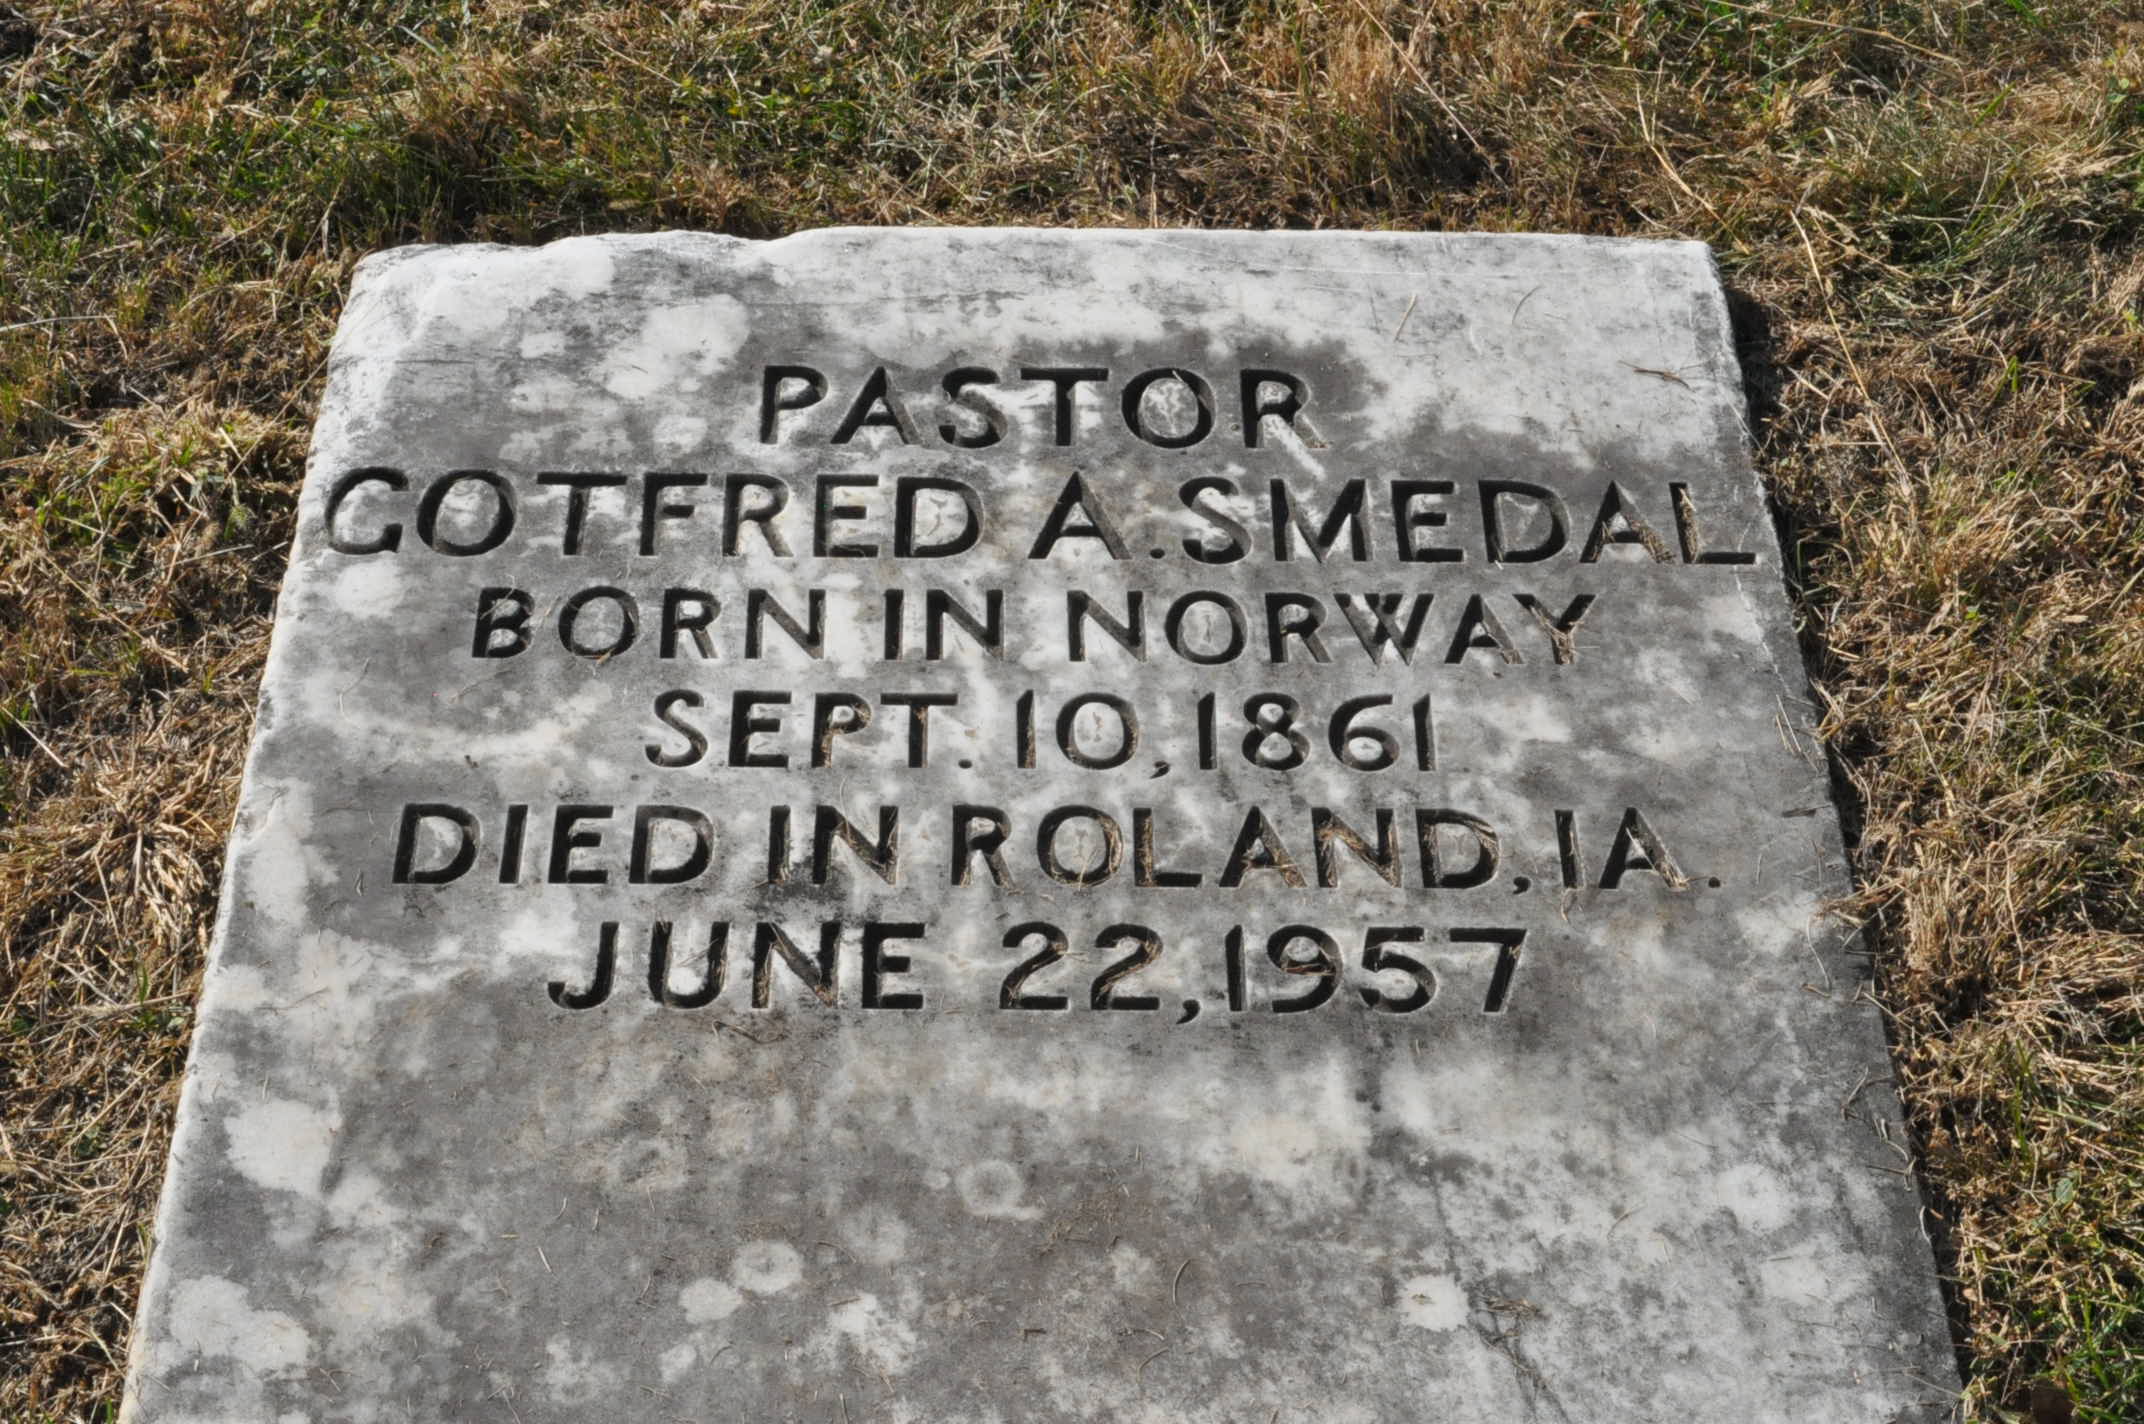 PASTOR
GOTFRED A. SMEDAL
BORN IN NORWAY
SEPT. 10, 1861
DIED IN ROLAND, IA.
JUNE 22, 1957